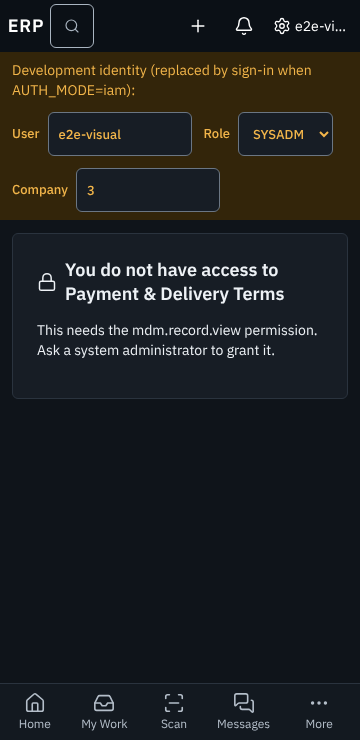 ERP
e2e-vi...
Development identity (replaced by sign-in when
AUTH_MODE=iam):
User e2e-visual Role SYSADM
Company 3
You do not have access to
Payment & Delivery Terms
This needs the mdm.record.view permission.
Ask a system administrator to grant it.
Home My Work Scan Messages More